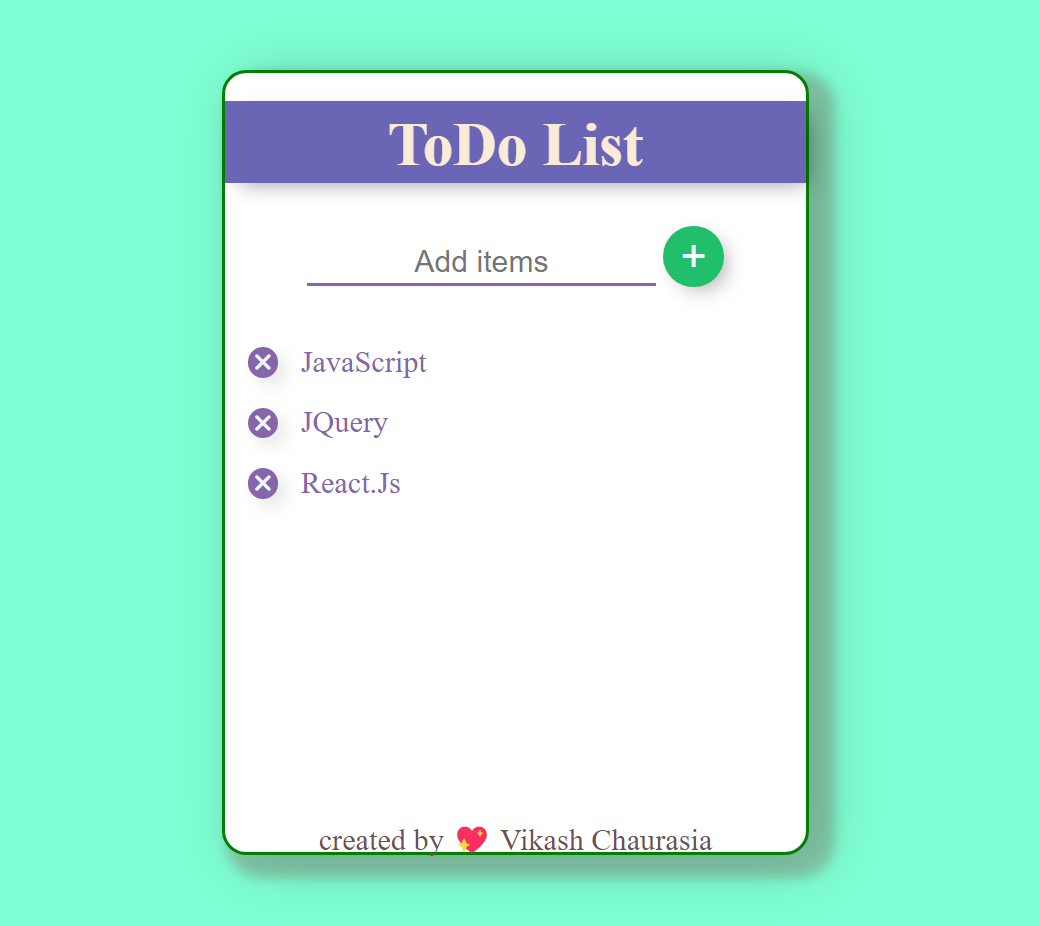 ToDo List
Add items
JavaScript
JQuery
React.Js
created by 💖 Vikash Chaurasia